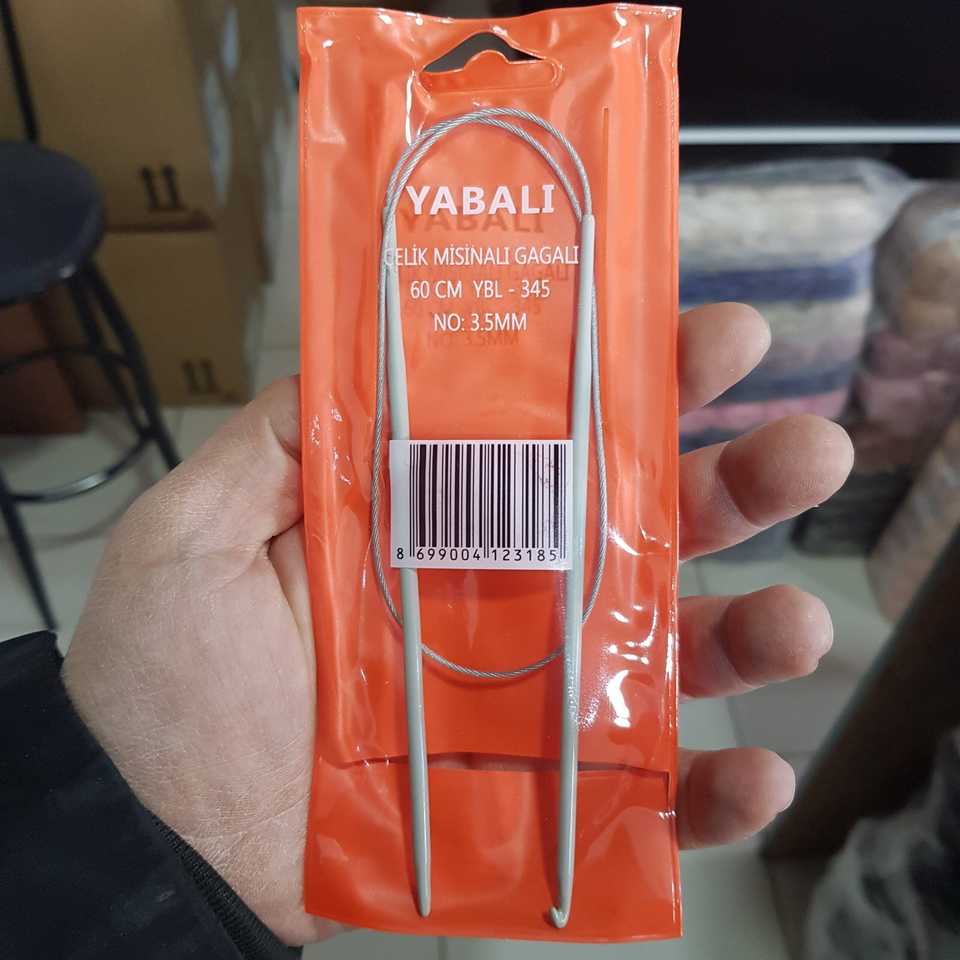 YABALI
ÇELİK MİSİNALI GAGALI
60 CM YBL - 345
NO: 3.5MM
8 699004 123185